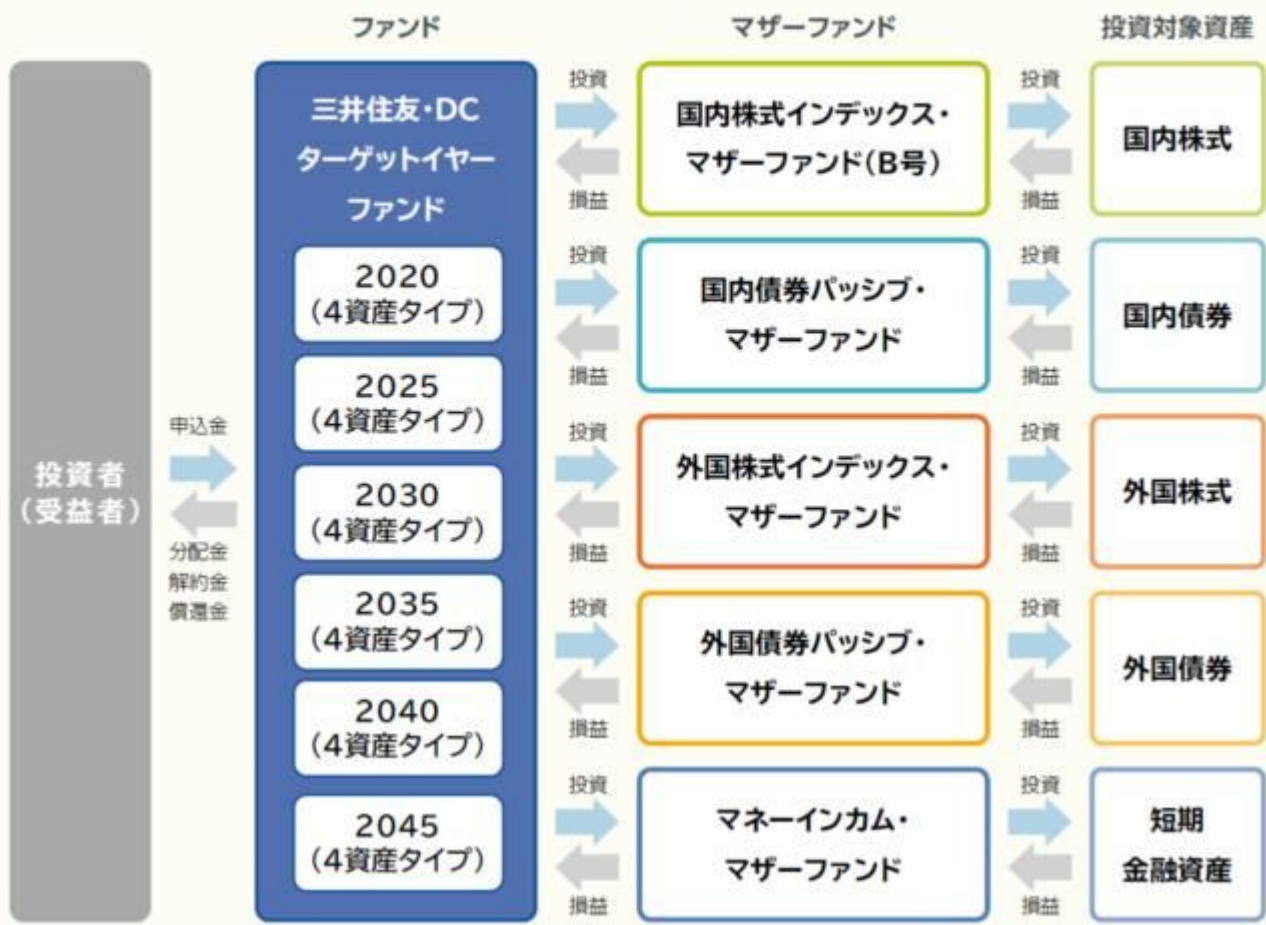 ファンド
マザーファンド
投資対象資産
投資者
(受益者)
申込金
分配金
解約金
償還金
三井住友・DC
ターゲットイヤー
ファンド
2020
(4資産タイプ)
2025
(4資産タイプ)
2030
(4資産タイプ)
2035
(4資産タイプ)
2040
(4資産タイプ)
2045
(4資産タイプ)
投資
損益
国内株式インデックス・
マザーファンド(B号)
投資
損益
国内株式
投資
損益
国内債券パッシブ・
マザーファンド
投資
損益
国内債券
投資
損益
外国株式インデックス・
マザーファンド
投資
損益
外国株式
投資
損益
外国債券パッシブ・
マザーファンド
投資
損益
外国債券
投資
損益
マネーインカム・
マザーファンド
投資
損益
短期
金融資産